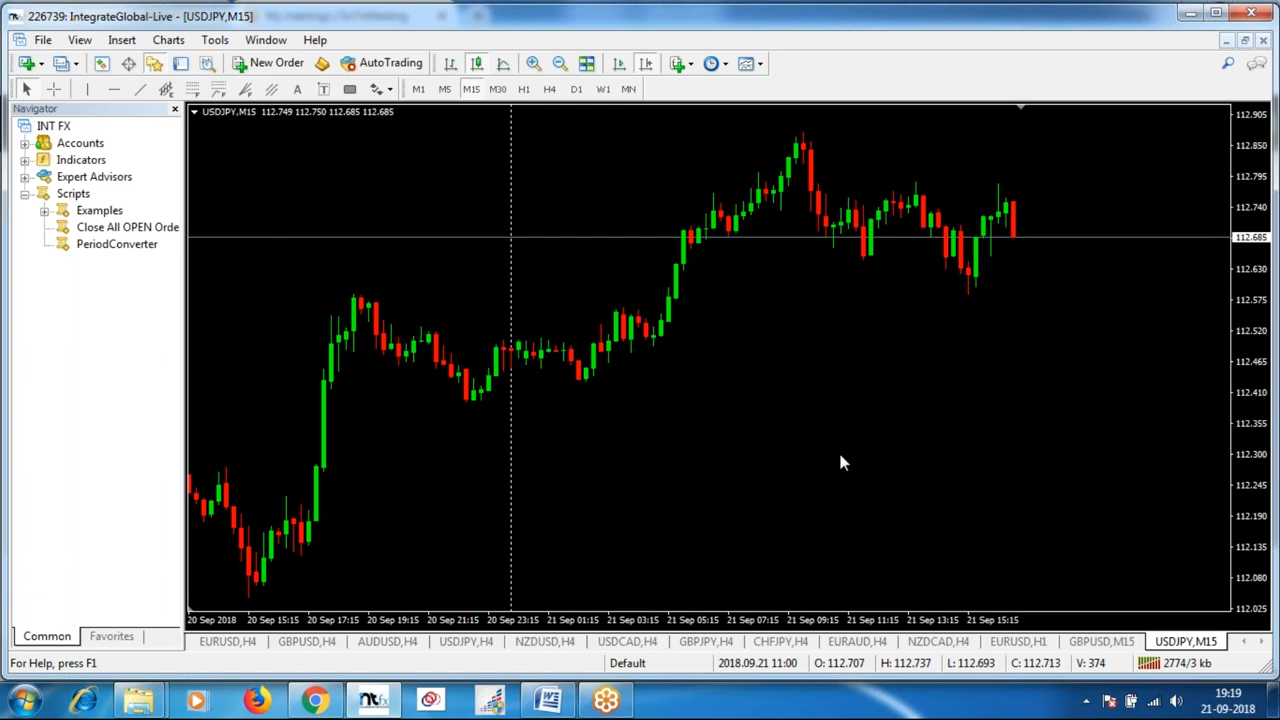 226739: IntegrateGlobal-Live - [USDJPY,M15]
File View Insert Charts Tools Window Help
New Order AutoTrading
A T M1 M5 M15 M30 H1 H4 D1 W1 MN
Navigator
INT FX
Accounts
Indicators
Expert Advisors
Scripts
Examples
Close All OPEN Orde
PeriodConverter
Common Favorites
USDJPY,M15 112.749 112.750 112.685 112.685
112.905
112.850
112.795
112.740
112.685
112.630
112.575
112.520
112.465
112.410
112.355
112.300
112.245
112.190
112.135
112.080
112.025
20 Sep 2018 20 Sep 15:15 20 Sep 17:15 20 Sep 19:15 20 Sep 21:15 20 Sep 23:15 21 Sep 01:15 21 Sep 03:15 21 Sep 05:15 21 Sep 07:15 21 Sep 09:15 21 Sep 11:15 21 Sep 13:15 21 Sep 15:15
EURUSD,H4 GBPUSD,H4 AUDUSD,H4 USDJPY,H4 NZDUSD,H4 USDCAD,H4 GBPJPY,H4 CHFJPY,H4 EURAUD,H4 NZDCAD,H4 EURUSD,H1 GBPUSD,M15 USDJPY,M15
For Help, press F1 Default 2018.09.21 11:00 O: 112.707 H: 112.737 L: 112.693 C: 112.713 V: 374 2774/3 kb
19:19
21-09-2018